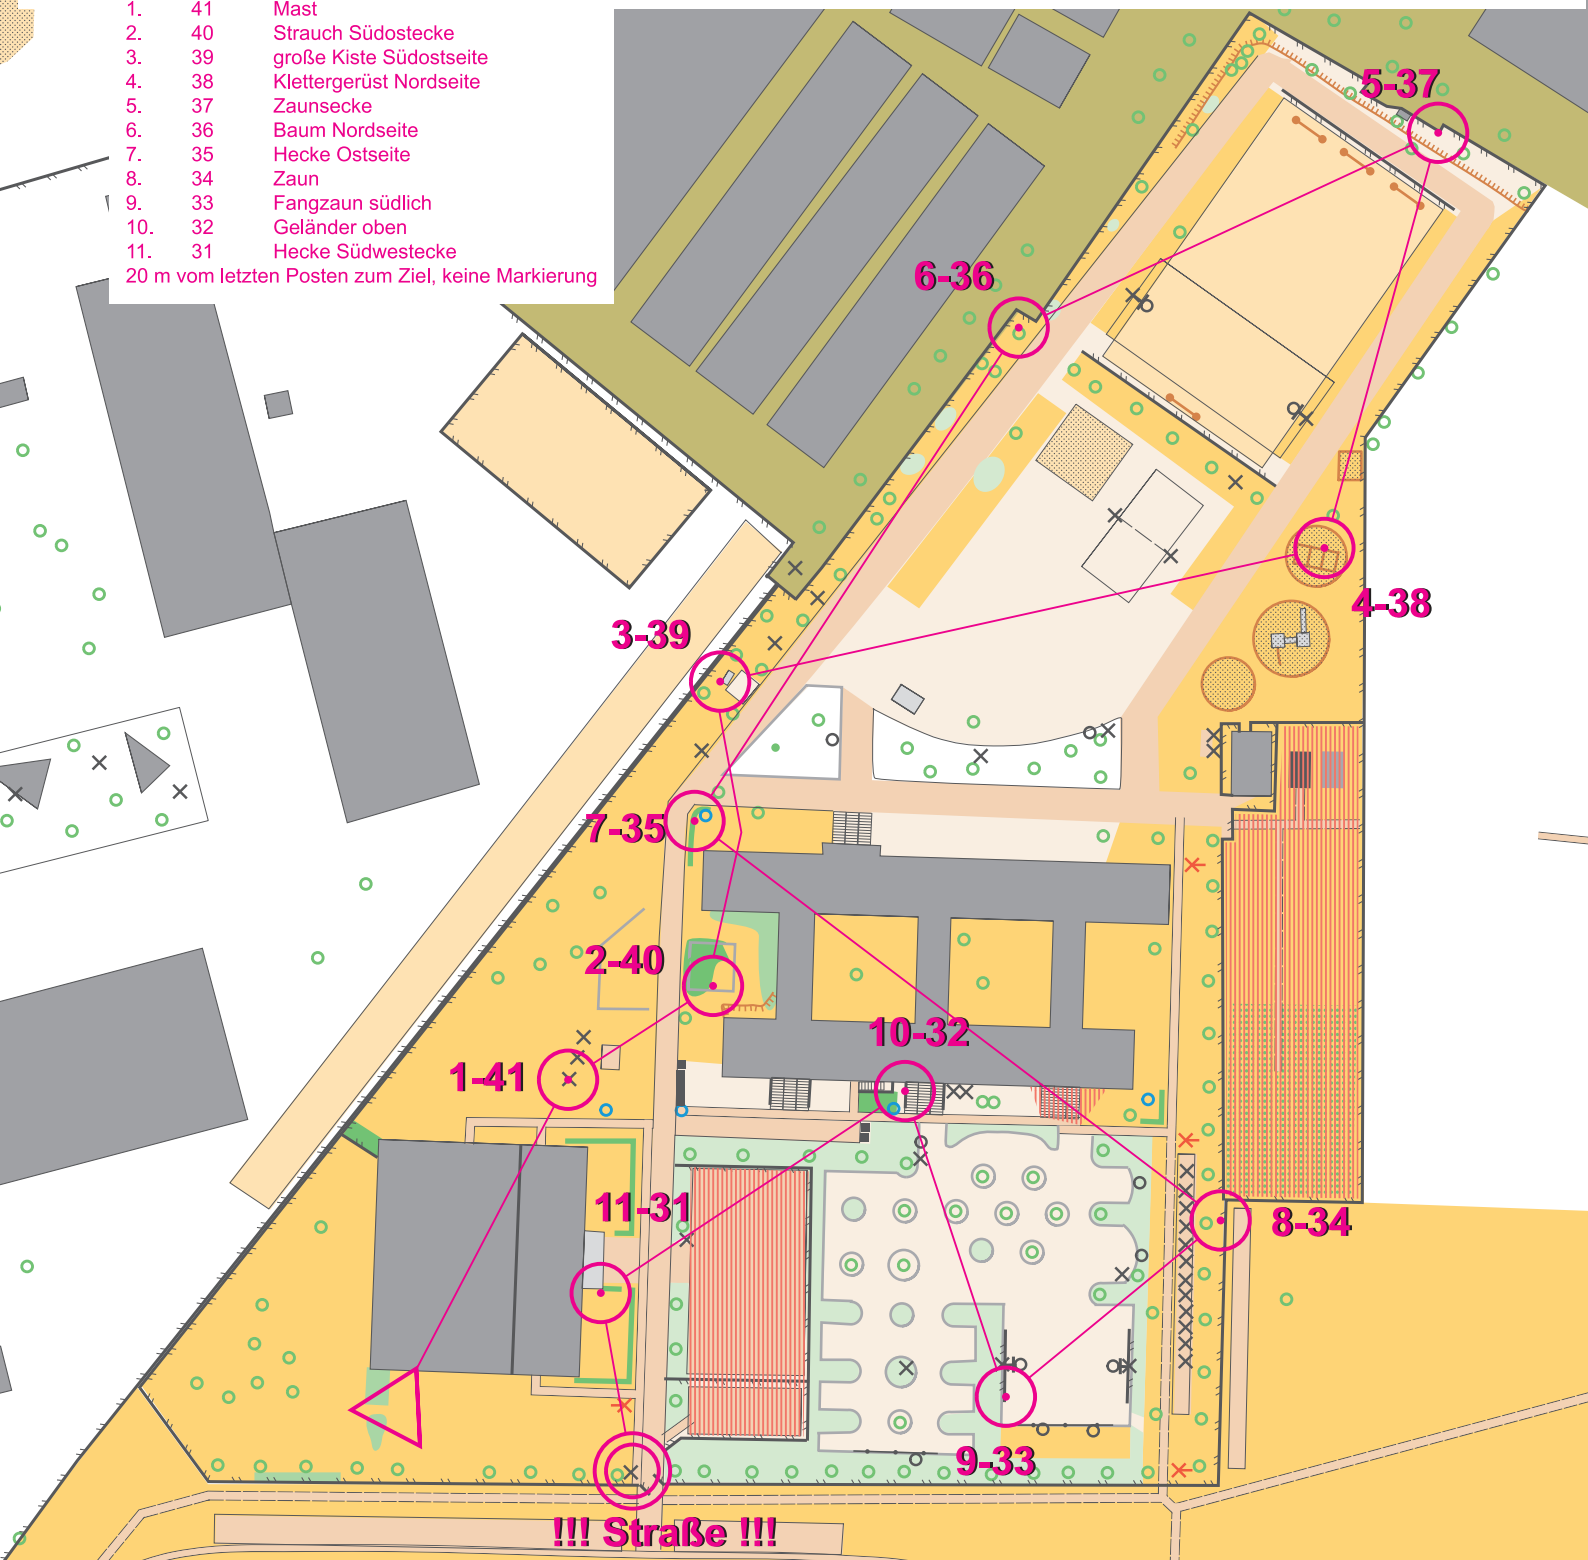 1. 41 Mast
2. 40 Strauch Südostecke
3. 39 große Kiste Südostseite
4. 38 Klettergerüst Nordseite
5. 37 Zaunsecke
6. 36 Baum Nordseite
7. 35 Hecke Ostseite
8. 34 Zaun
9. 33 Fangzaun südlich
10. 32 Geländer oben
11. 31 Hecke Südwestecke
20 m vom letzten Posten zum Ziel, keine Markierung
5-37
6-36
4-38
3-39
7-35
2-40
10-32
1-41
11-31
8-34
9-33
!!! Straße !!!